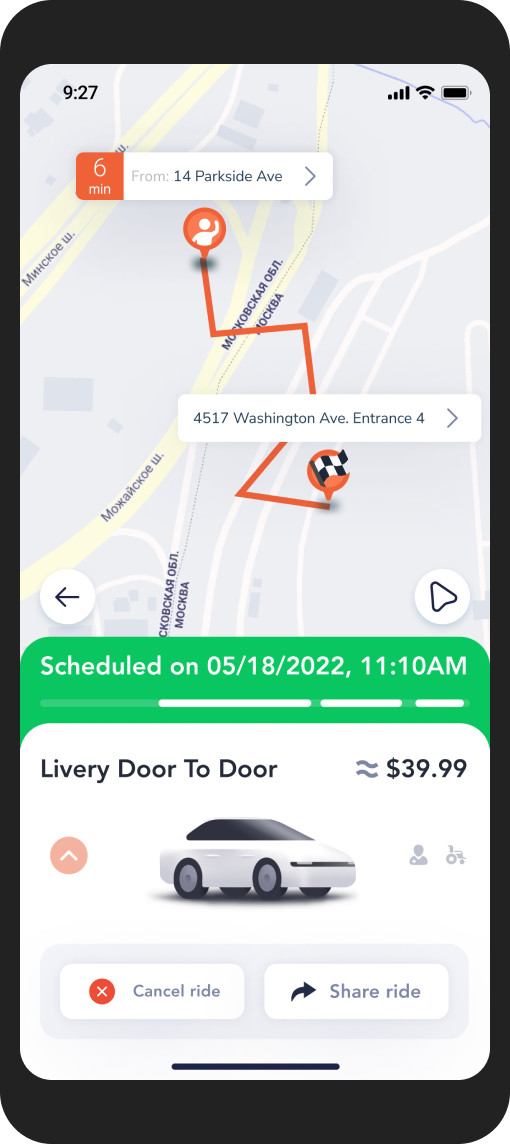 9:27
ш.
6
min
From: 14 Parkside Ave
Минское ш.
МОСКОВСКАЯ ОБЛ.
МОСКВА
4517 Washington Ave. Entrance 4
Можайское ш.
СКОВСКАЯ ОБЛ.
МОСКВА
Scheduled on 05/18/2022, 11:10AM
Livery Door To Door
≈ $39.99
Cancel ride
Share ride